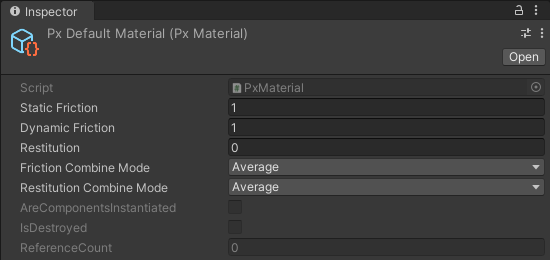 Inspector
Px Default Material (Px Material)
Open
Script PxMaterial
Static Friction 1
Dynamic Friction 1
Restitution 0
Friction Combine Mode Average
Restitution Combine Mode Average
AreComponentsInstantiated
IsDestroyed
ReferenceCount 0